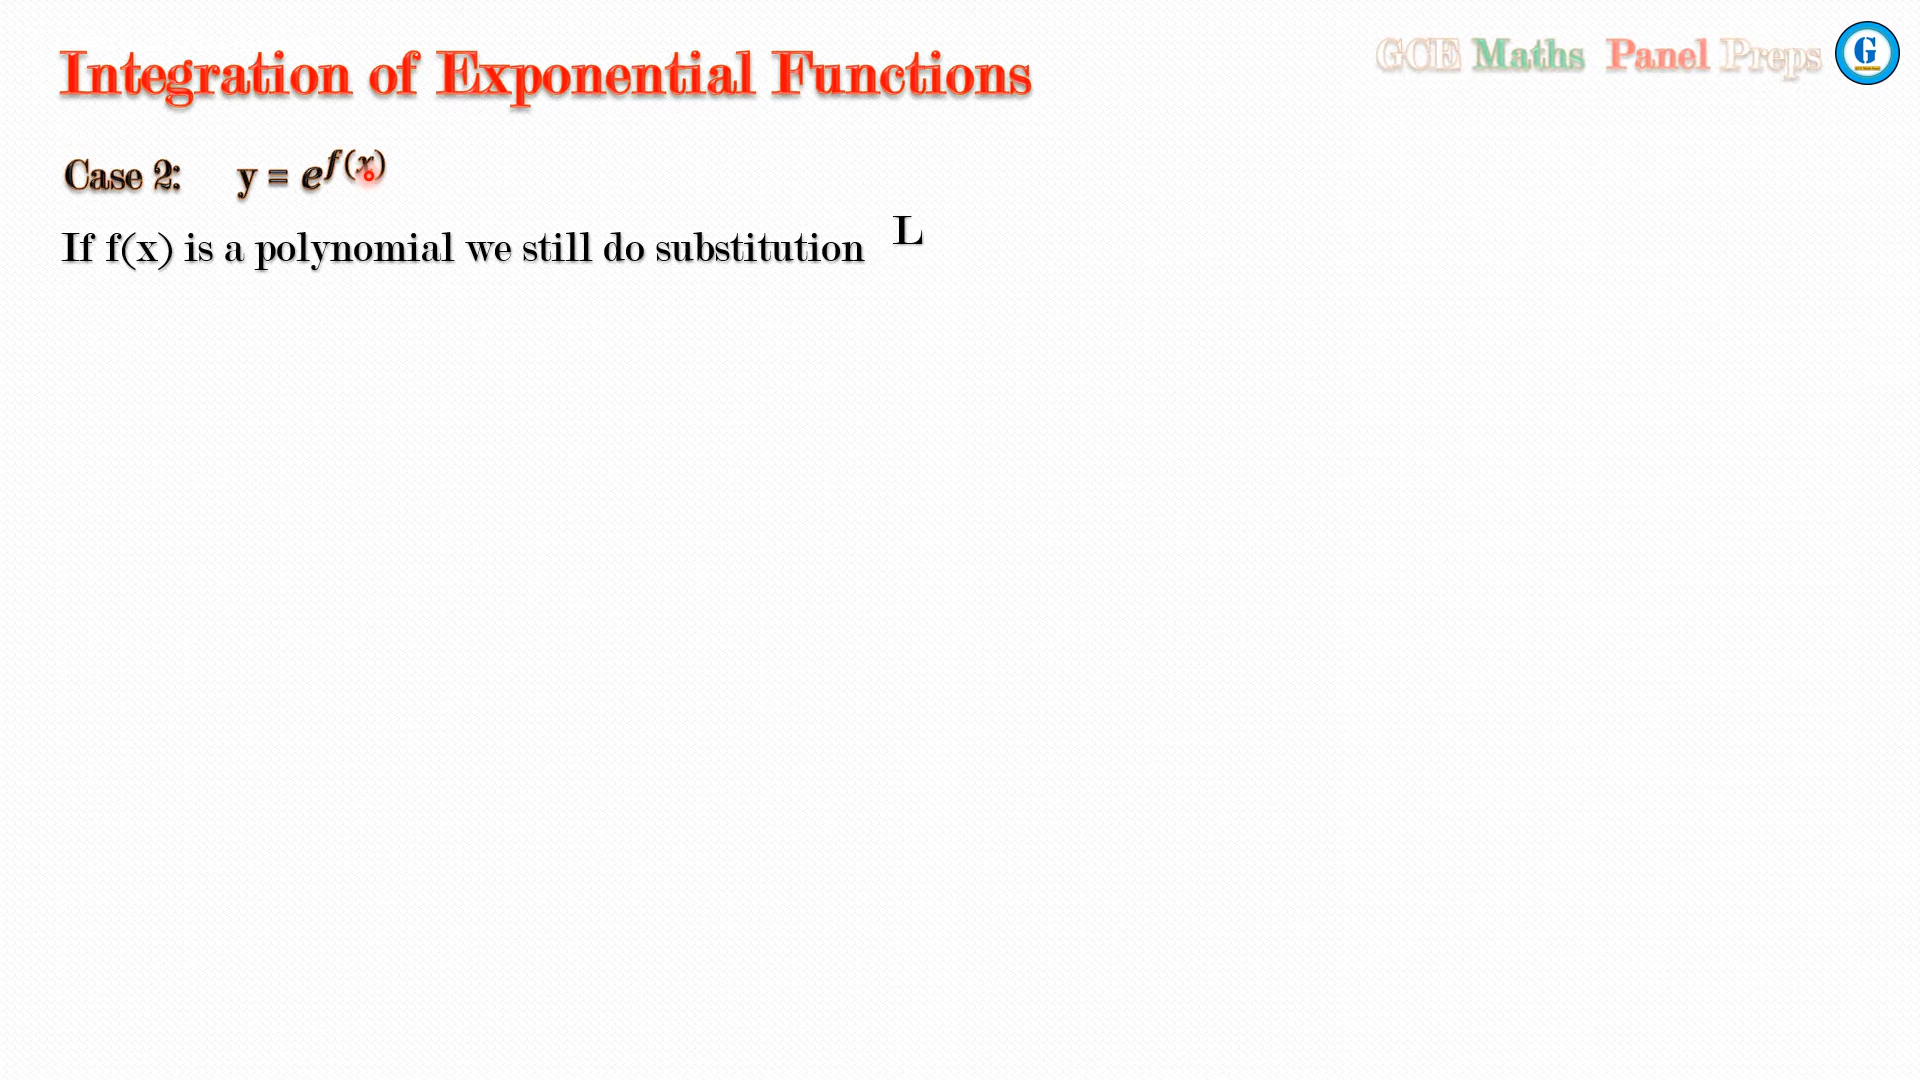 Integration of Exponential Functions
GCE Maths Panel Preps
G
Case 2: y = e^{f(x)}
If f(x) is a polynomial we still do substitution L